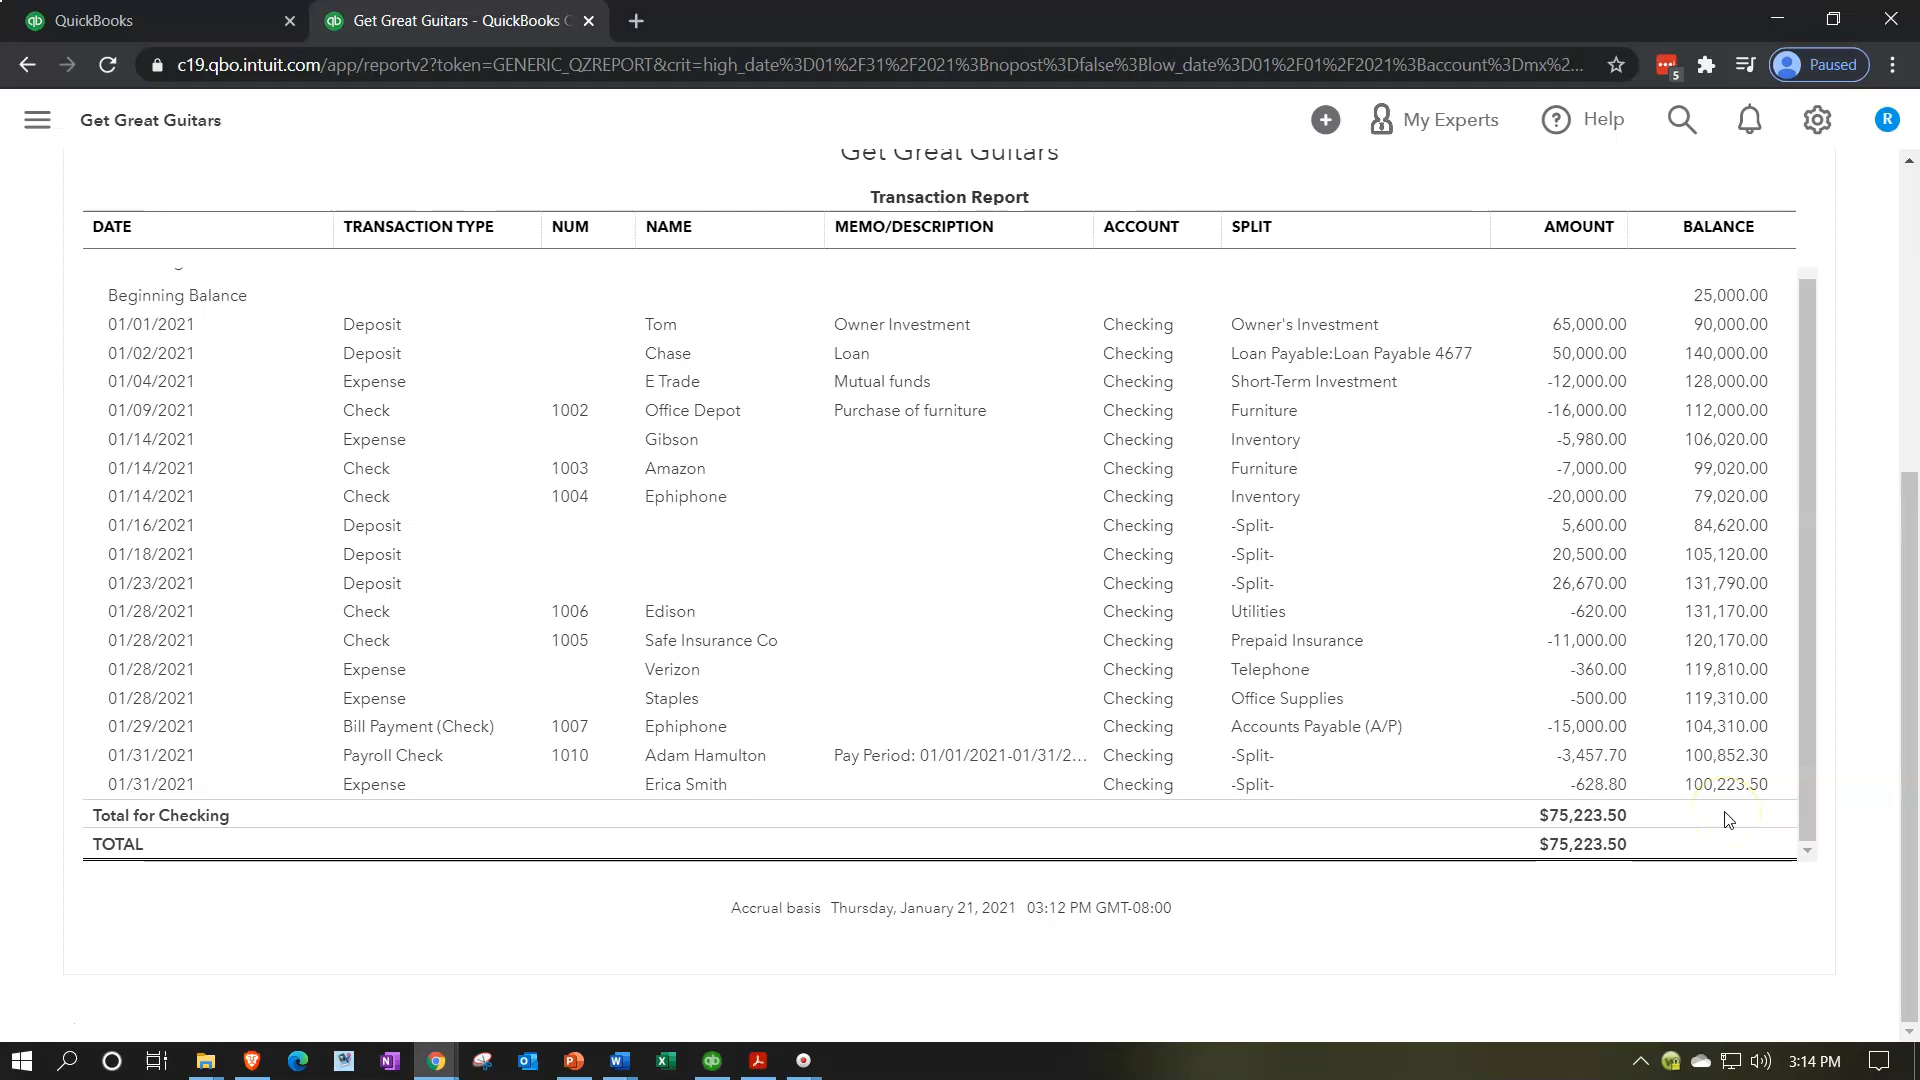 QuickBooks
Get Great Guitars - QuickBooks
c19.qbo.intuit.com/app/reportv2?token=GENERIC_QZREPORT&crit=high_date%3D01%2F31%2F2021%3Bnopost%3Dfalse%3Blow_date%3D01%2F01%2F2021%3Baccount%3Dmx%2...
5
Paused
Get Great Guitars
My Experts
Help
R
Get Great Guitars
Transaction Report
DATE TRANSACTION TYPE NUM NAME MEMO/DESCRIPTION ACCOUNT SPLIT AMOUNT BALANCE
Beginning Balance 25,000.00
01/01/2021 Deposit Tom Owner Investment Checking Owner's Investment 65,000.00 90,000.00
01/02/2021 Deposit Chase Loan Checking Loan Payable:Loan Payable 4677 50,000.00 140,000.00
01/04/2021 Expense E Trade Mutual funds Checking Short-Term Investment -12,000.00 128,000.00
01/09/2021 Check 1002 Office Depot Purchase of furniture Checking Furniture -16,000.00 112,000.00
01/14/2021 Expense Gibson Checking Inventory -5,980.00 106,020.00
01/14/2021 Check 1003 Amazon Checking Furniture -7,000.00 99,020.00
01/14/2021 Check 1004 Ephiphone Checking Inventory -20,000.00 79,020.00
01/16/2021 Deposit Checking -Split- 5,600.00 84,620.00
01/18/2021 Deposit Checking -Split- 20,500.00 105,120.00
01/23/2021 Deposit Checking -Split- 26,670.00 131,790.00
01/28/2021 Check 1006 Edison Checking Utilities -620.00 131,170.00
01/28/2021 Check 1005 Safe Insurance Co Checking Prepaid Insurance -11,000.00 120,170.00
01/28/2021 Expense Verizon Checking Telephone -360.00 119,810.00
01/28/2021 Expense Staples Checking Office Supplies -500.00 119,310.00
01/29/2021 Bill Payment (Check) 1007 Ephiphone Checking Accounts Payable (A/P) -15,000.00 104,310.00
01/31/2021 Payroll Check 1010 Adam Hamulton Pay Period: 01/01/2021-01/31/2... Checking -Split- -3,457.70 100,852.30
01/31/2021 Expense Erica Smith Checking -Split- -628.80 100,223.50
Total for Checking $75,223.50
TOTAL $75,223.50
Accrual basis Thursday, January 21, 2021 03:12 PM GMT-08:00
3:14 PM